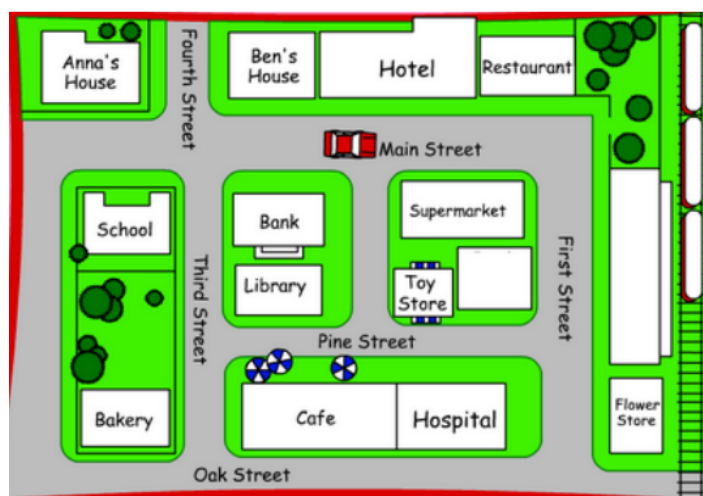 Anna's
House
Fourth Street
Ben's
House
Hotel
Restaurant
Main Street
School
Bank
Supermarket
Library
Toy
Store
Third Street
First Street
Pine Street
Bakery
Cafe
Hospital
Flower
Store
Oak Street